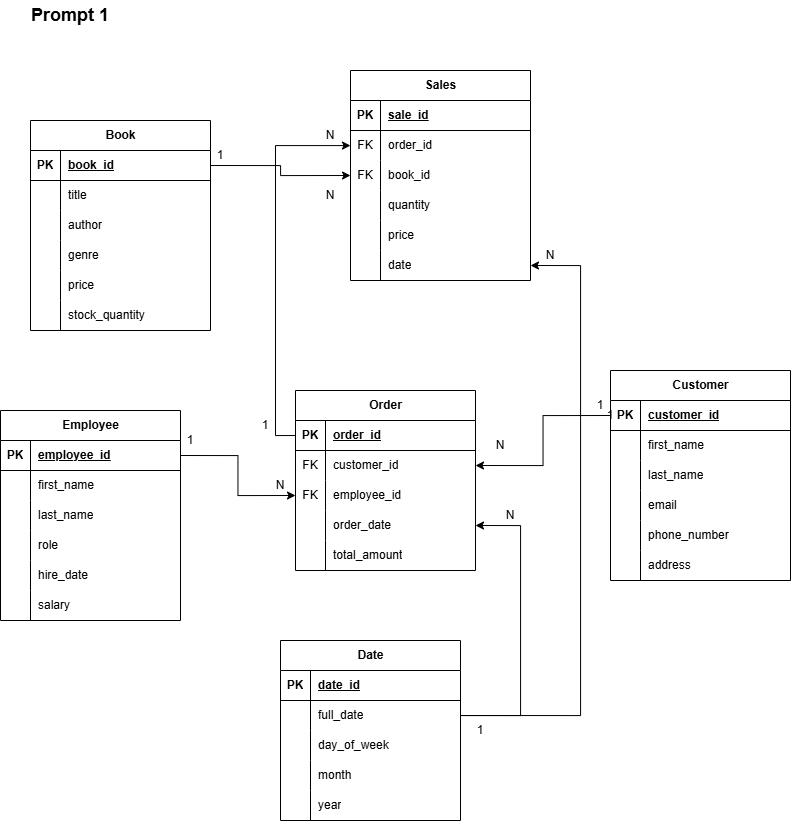 Prompt 1
Sales
PK sale_id
N FK order_id
FK book_id
N
quantity
price
date
N
Book
1
PK book_id
title
author
genre
price
stock_quantity
Customer
1 1 PK customer_id
first_name
last_name
email
phone_number
address
Order
1 PK order_id
FK customer_id N
N FK employee_id
order_date N
total_amount
Employee
1
PK employee_id
first_name
last_name
role
hire_date
salary
Date
PK date_id
full_date
1
day_of_week
month
year